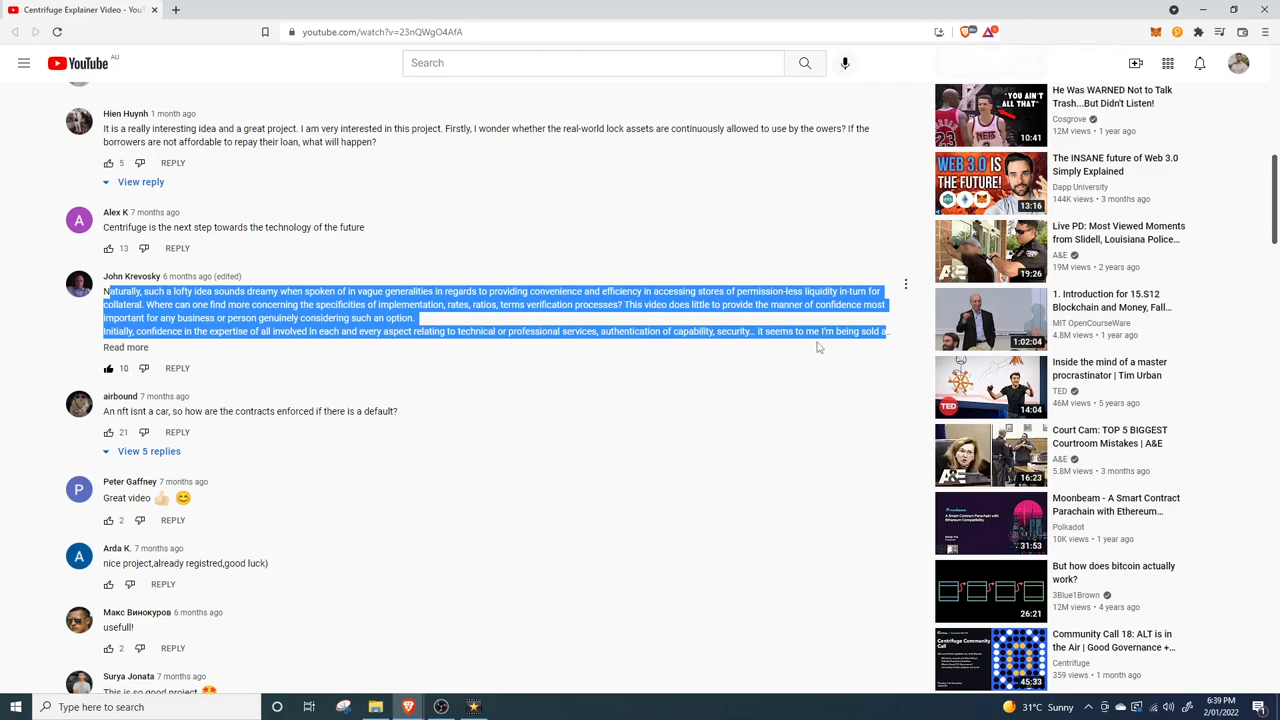 Centrifuge Explainer Video - You
youtube.com/watch?v=23nQWgO4AfA
YouTube
AU
Search
Hien Huynh 1 month ago
It is a really interesting idea and a great project. I am very interested in this project. Firstly, I wonder whether the real-world lock assets are continuously allowed to use by the owers? If the
borrowers are not affordable to repay their loan, what will happen?
5 REPLY
View reply
A
Alex K 7 months ago
Centrifuge is the next step towards the technology of the future
13 REPLY
John Krevosky 6 months ago (edited)
Naturally, such a lofty idea sounds dreamy when spoken of in vague generalities in regards to providing convenience and efficiency in accessing stores of permission-less liquidity in-turn for
collateral. Where can one find more concerning the specificities of implementation, rates, ratios, terms verification processes? This video does little to provide the manner of confidence most
important for any business or person genuinely considering such an option.
Initially, confidence in the expertise of all involved in each and every aspect relating to technical or professional services, authentication of capability, security... it seems to me I'm being sold a..
Read more
10 REPLY
airbound 7 months ago
An nft isnt a car, so how are the contracts enforced if there is a default?
21 REPLY
View 5 replies
P
Peter Gaffney 7 months ago
Great video 👍🏻 😊
2 REPLY
A
Arda K. 7 months ago
nice project,already registred,good luck)
REPLY
Макс Винокуров 6 months ago
usefull!
2 REPLY
Surya Jonata 7 months ago
This is so good project 🤩
"YOU AIN'T
ALL THAT"
10:41
He Was WARNED Not to Talk
Trash...But Didn't Listen!
Cosgrove
12M views • 1 year ago
WEB 3.0 IS
THE FUTURE!
13:16
The INSANE future of Web 3.0
Simply Explained
Dapp University
144K views • 3 months ago
19:26
Live PD: Most Viewed Moments
from Slidell, Louisiana Police...
A&E
19M views • 2 years ago
1:02:04
1. Introduction for 15.S12
Blockchain and Money, Fall...
MIT OpenCourseWare
4.8M views • 1 year ago
TED
14:04
Inside the mind of a master
procrastinator | Tim Urban
TED
46M views • 5 years ago
A&E
16:23
Court Cam: TOP 5 BIGGEST
Courtroom Mistakes | A&E
A&E
5.8M views • 3 months ago
31:53
Moonbeam - A Smart Contract
Parachain with Ethereum...
Polkadot
10K views • 1 year ago
26:21
But how does bitcoin actually
work?
3Blue1Brown
12M views • 4 years ago
Centrifuge Community
Call
45:33
Community Call 18: ALT is in
the Air | Good Governance +...
Centrifuge
359 views • 1 month ago
Type here to search
31°C Sunny
6:39 PM
2/01/2022